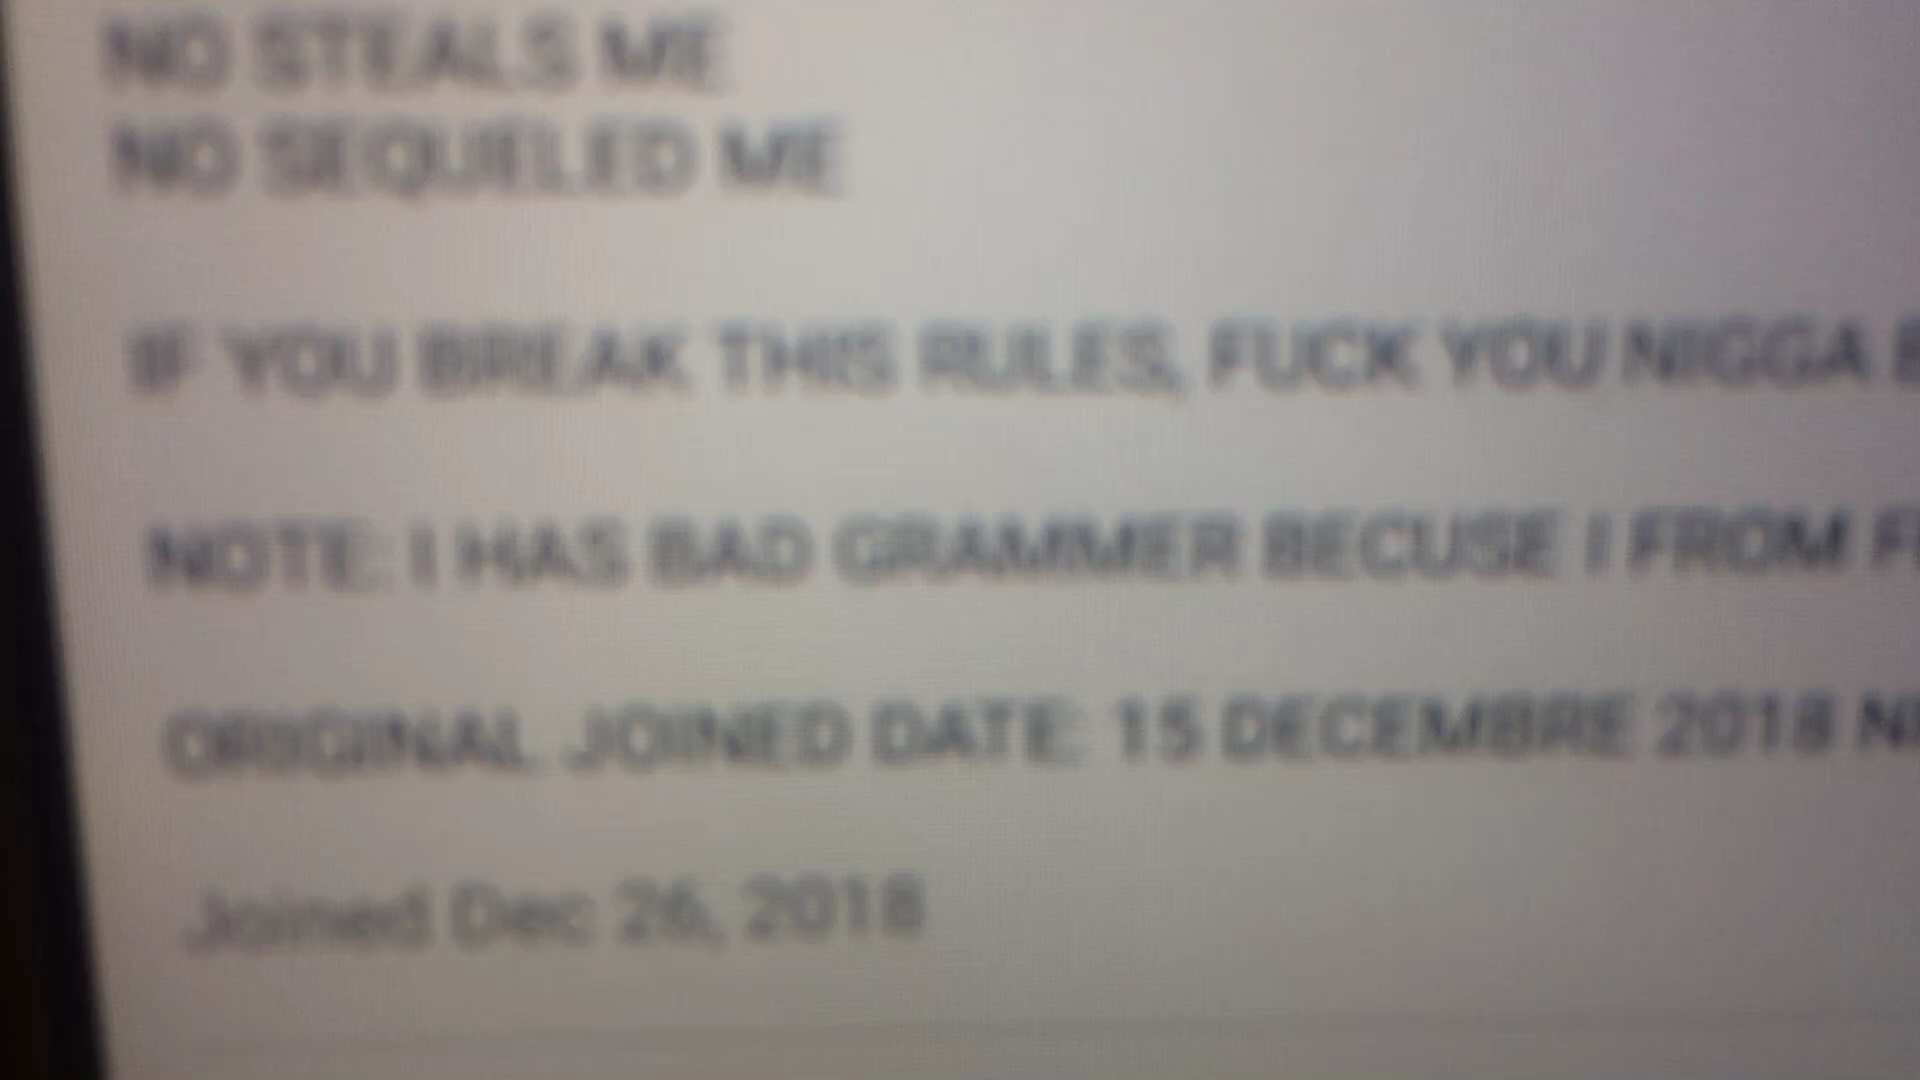 NO STEALS ME
NO SEQUELED ME
IF YOU BREAK THIS RULES, FUCK YOU NIGGA
NOTE: I HAS BAD GRAMMER BECUSE I FROM
ORIGINAL JOINED DATE: 15 DECEMBRE 2018
Joined Dec 26, 2018